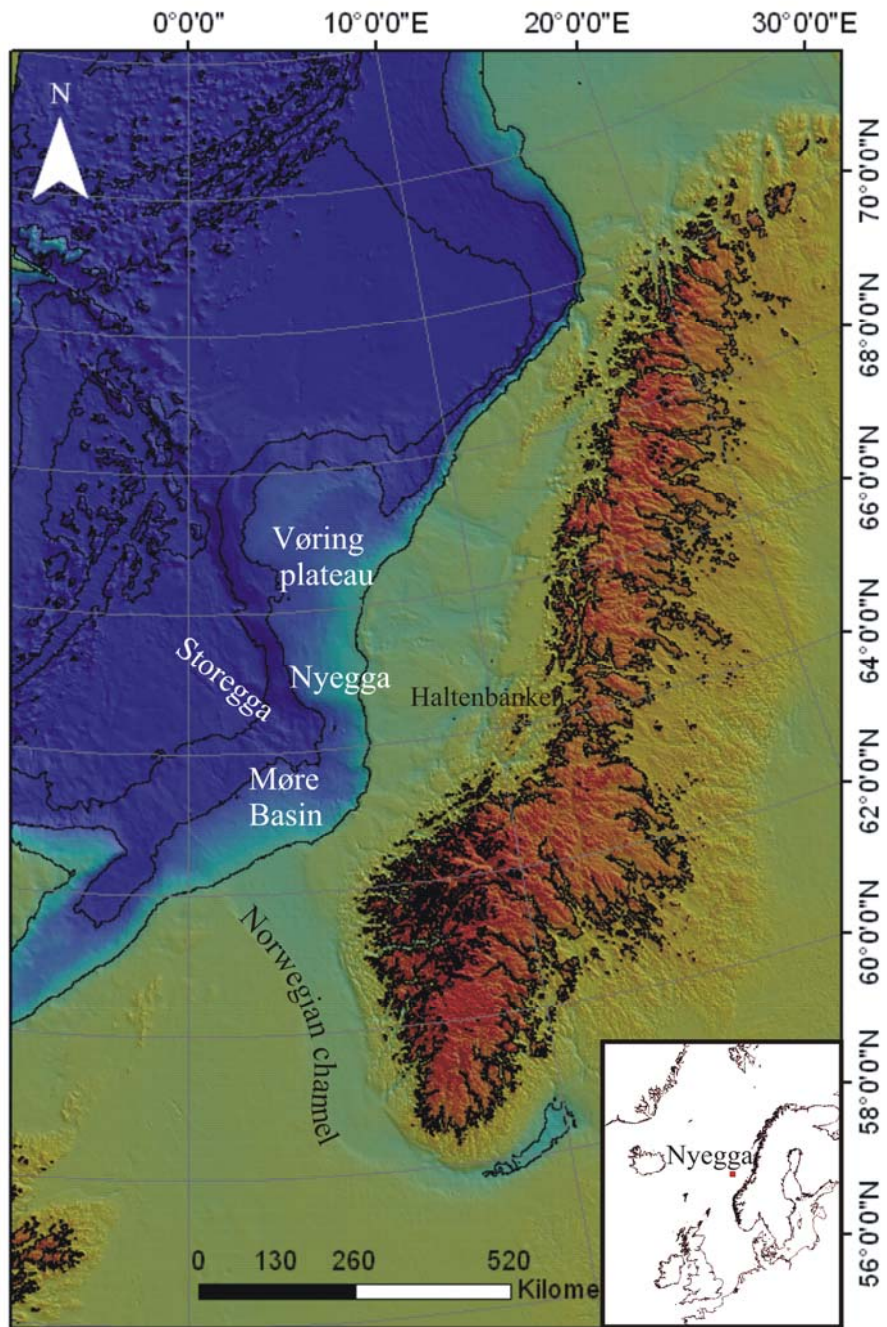 0°0'0" 10°0'0"E 20°0'0"E 30°0'0"E
N
70°0'0"N
68°0'0"N
66°0'0"N
64°0'0"N
62°0'0"N
60°0'0"N
58°0'0"N
56°0'0"N
Vøring
plateau
Storegga
Nyegga
Haltenbanken
Møre
Basin
Norwegian channel
Nyegga
0 130 260 520
Kilome